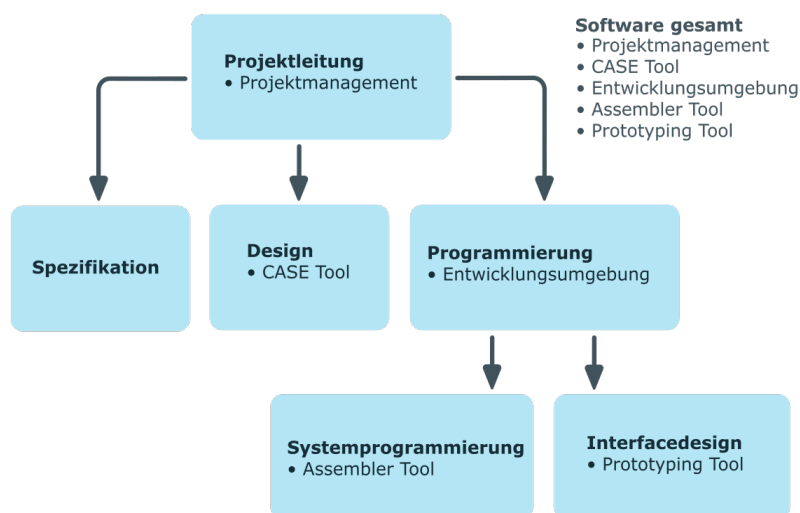 Software gesamt
• Projektmanagement
• CASE Tool
• Entwicklungsumgebung
• Assembler Tool
• Prototyping Tool
Projektleitung
• Projektmanagement
Spezifikation
Design
• CASE Tool
Programmierung
• Entwicklungsumgebung
Systemprogrammierung
• Assembler Tool
Interfacedesign
• Prototyping Tool